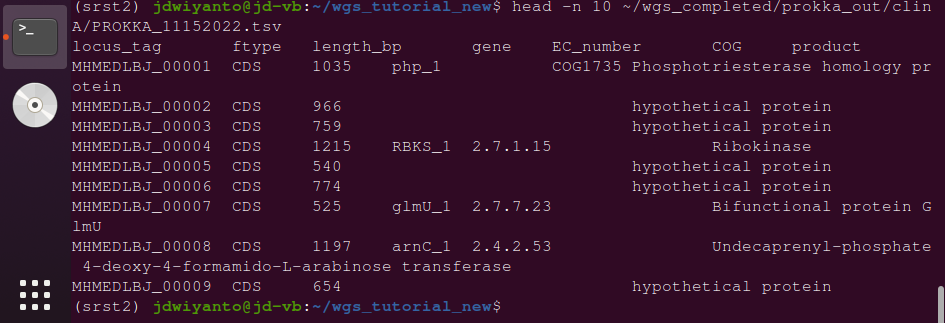 (srst2) jdwiyanto@jd-vb:~/wgs_tutorial_new$ head -n 10 ~/wgs_completed/prokka_out/clin
A/PROKKA_11152022.tsv
locus_tag ftype length_bp gene EC_number COG product
MHMEDLBJ_00001 CDS 1035 php_1 COG1735 Phosphotriesterase homology pr
otein
MHMEDLBJ_00002 CDS 966 hypothetical protein
MHMEDLBJ_00003 CDS 759 hypothetical protein
MHMEDLBJ_00004 CDS 1215 RBKS_1 2.7.1.15 Ribokinase
MHMEDLBJ_00005 CDS 540 hypothetical protein
MHMEDLBJ_00006 CDS 774 hypothetical protein
MHMEDLBJ_00007 CDS 525 glmU_1 2.7.7.23 Bifunctional protein G
lmU
MHMEDLBJ_00008 CDS 1197 arnC_1 2.4.2.53 Undecaprenyl-phosphate
4-deoxy-4-formamido-L-arabinose transferase
MHMEDLBJ_00009 CDS 654 hypothetical protein
(srst2) jdwiyanto@jd-vb:~/wgs_tutorial_new$